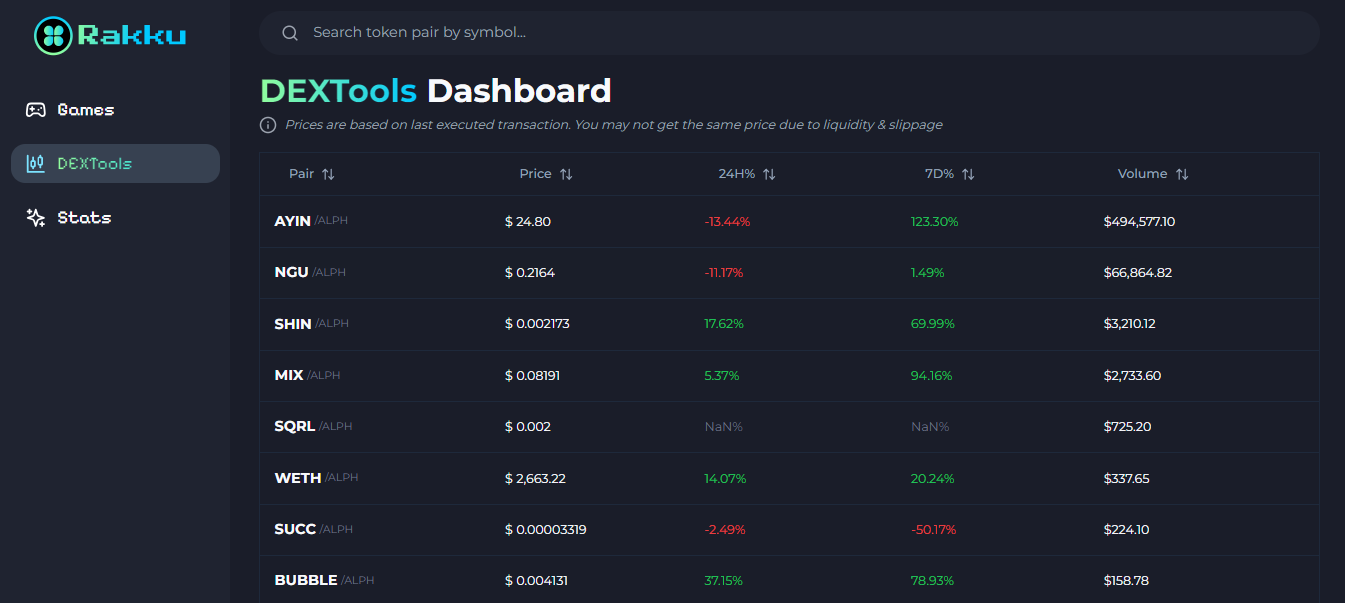 Rakku
Search token pair by symbol...
Games
DEXTools
Stats
DEXTools Dashboard
Prices are based on last executed transaction. You may not get the same price due to liquidity & slippage
Pair Price 24H% 7D% Volume
AYIN /ALPH $ 24.80 -13.44% 123.30% $494,577.10
NGU /ALPH $ 0.2164 -11.17% 1.49% $66,864.82
SHIN /ALPH $ 0.002173 17.62% 69.99% $3,210.12
MIX /ALPH $ 0.08191 5.37% 94.16% $2,733.60
SQRL /ALPH $ 0.002 NaN% NaN% $725.20
WETH /ALPH $ 2,663.22 14.07% 20.24% $337.65
SUCC /ALPH $ 0.00003319 -2.49% -50.17% $224.10
BUBBLE /ALPH $ 0.004131 37.15% 78.93% $158.78